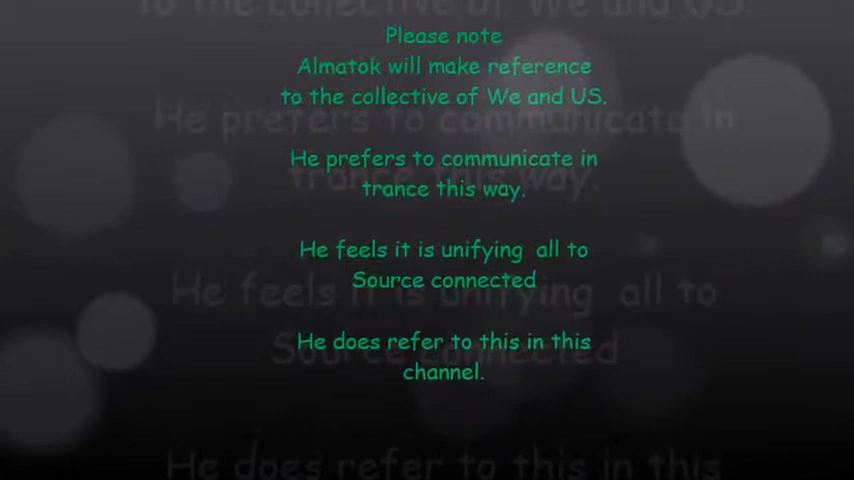 Please note
Almatok will make reference
to the collective of We and US.
He prefers to communicate in
trance this way.
He feels it is unifying  all to
Source connected
He does refer to this in this
channel.